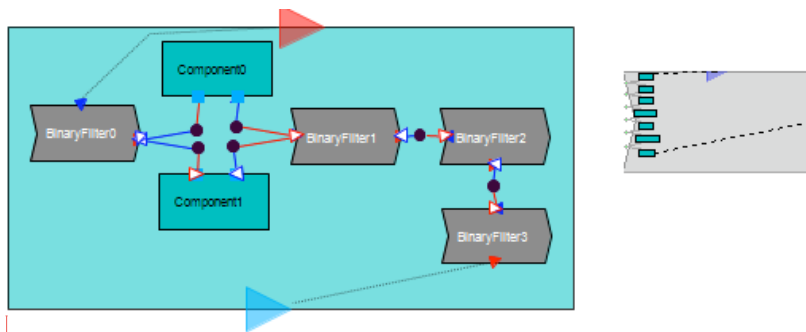 Component0
BinaryFilter0
BinaryFilter1
BinaryFilter2
Component1
BinaryFilter3